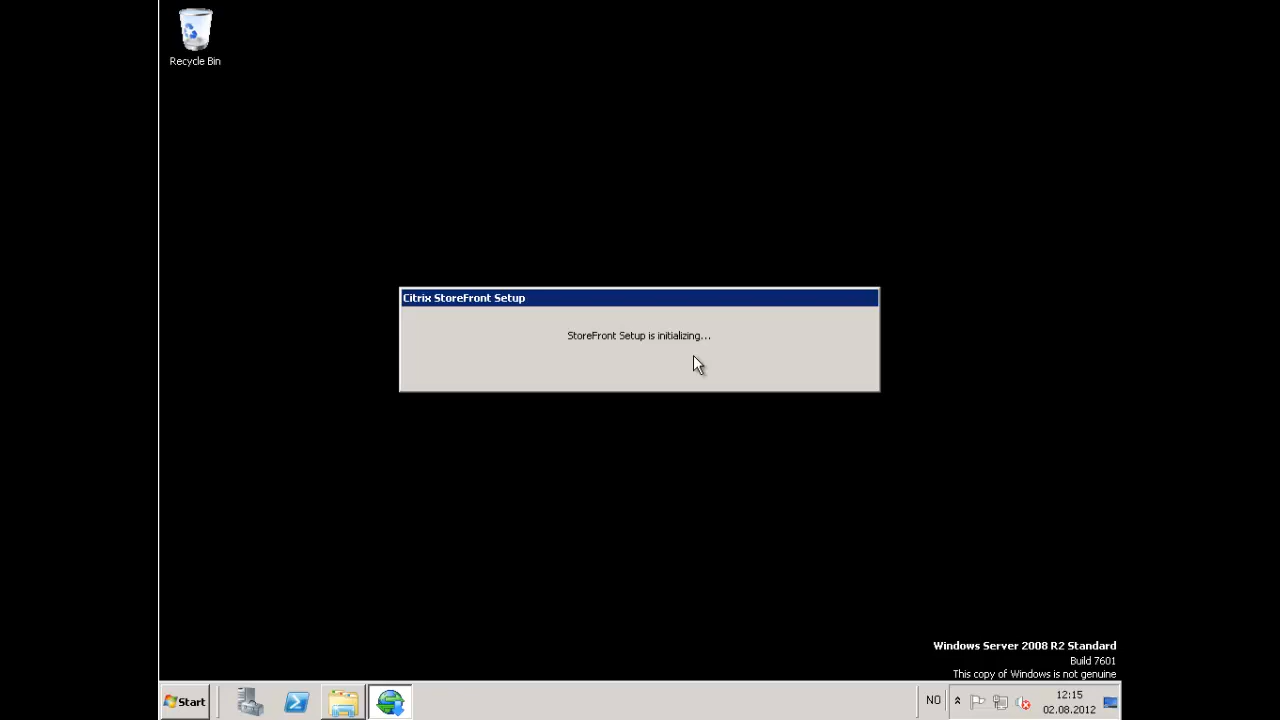 Recycle Bin
Citrix StoreFront Setup
StoreFront Setup is initializing...
Windows Server 2008 R2 Standard
Build 7601
This copy of Windows is not genuine
Start
NO
12:15
02.08.2012